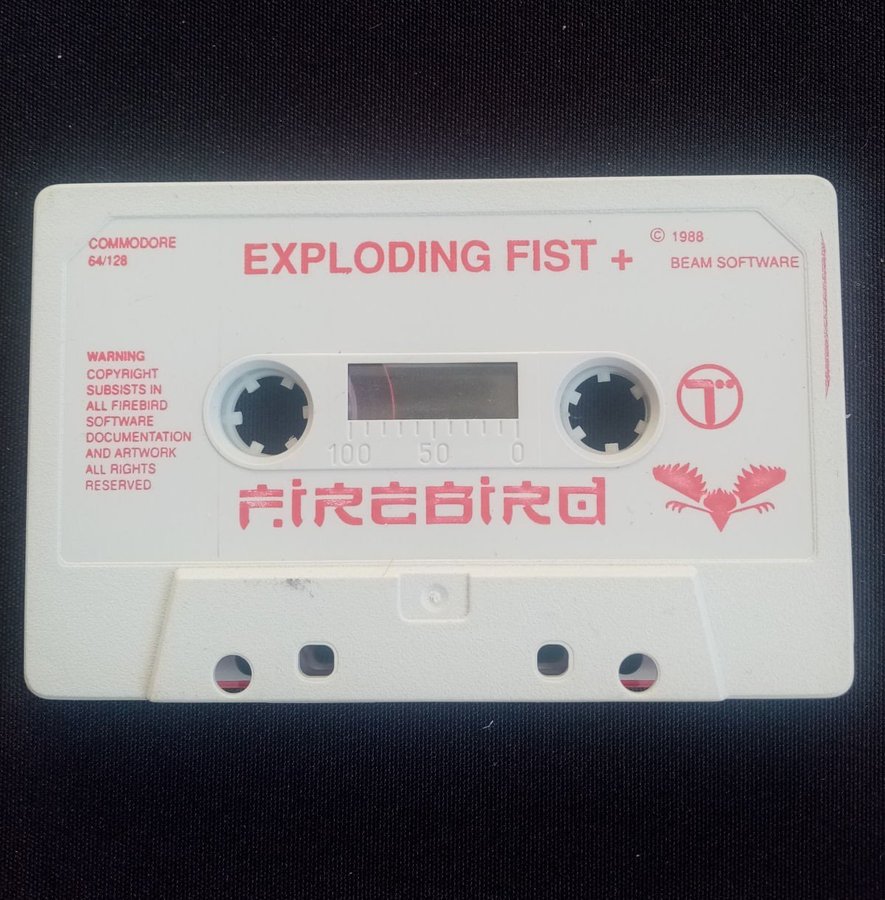 COMMODORE
64/128
EXPLODING FIST +
© 1988
BEAM SOFTWARE
WARNING
COPYRIGHT
SUBSISTS IN
ALL FIREBIRD
SOFTWARE
DOCUMENTATION
AND ARTWORK
ALL RIGHTS
RESERVED
100 50 0
T
FIREBIRD